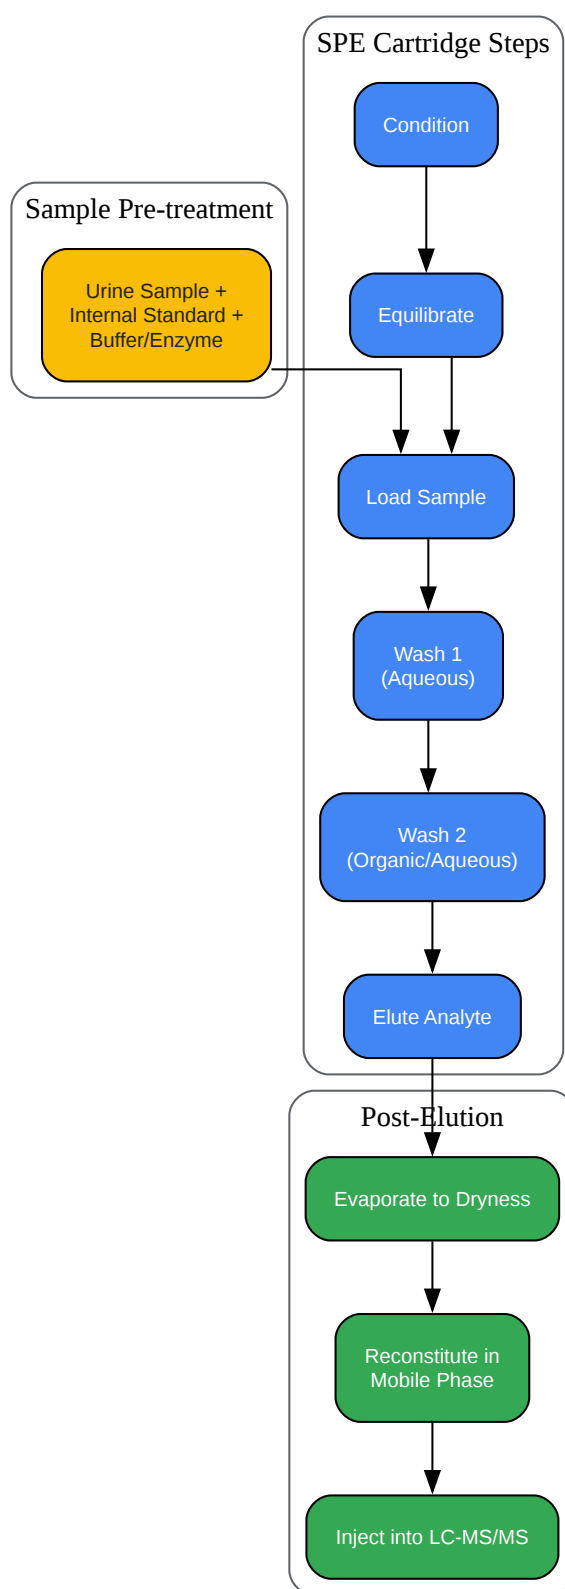 SPE Cartridge Steps
Condition
Sample Pre-treatment
Urine Sample +
Internal Standard +
Buffer/Enzyme
Equilibrate
Load Sample
Wash 1
(Aqueous)
Wash 2
(Organic/Aqueous)
Elute Analyte
Post-Elution
Evaporate to Dryness
Reconstitute in
Mobile Phase
Inject into LC-MS/MS